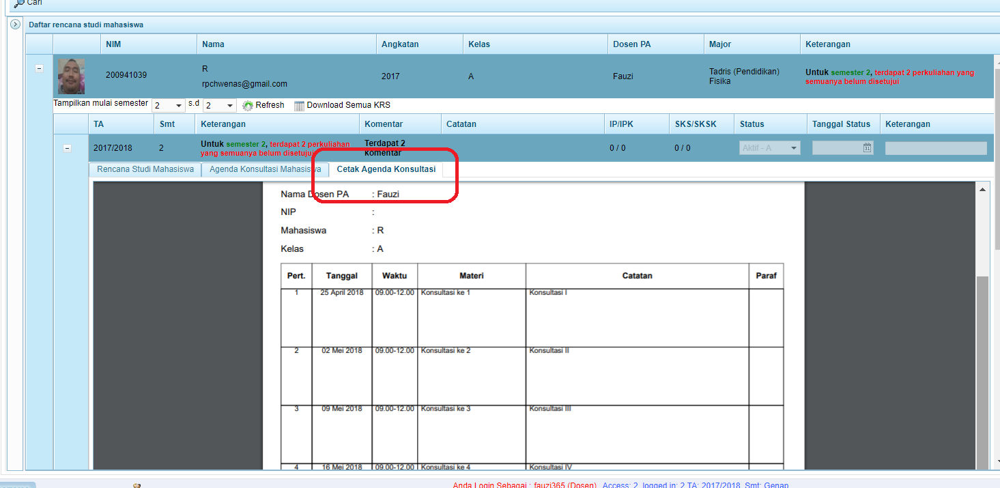 Cari
Daftar rencana studi mahasiswa
NIM Nama Angkatan Kelas Dosen PA Major Keterangan
200941039 R rpchwenas@gmail.com 2017 A Fauzi Tadris (Pendidikan) Fisika Untuk semester 2, terdapat 2 perkuliahan yang semuanya belum disetujui
Tampilkan mulai semester 2 s.d 2 Refresh Download Semua KRS
TA Smt Keterangan Komentar Catatan IP/IPK SKS/SKSK Status Tanggal Status Keterangan
2017/2018 2 Untuk semester 2, terdapat 2 perkuliahan yang semuanya belum disetujui Terdapat 2 komentar 0 / 0 0 / 0 Aktif - A 31
Rencana Studi Mahasiswa Agenda Konsultasi Mahasiswa Cetak Agenda Konsultasi
Nama Dosen PA : Fauzi
NIP :
Mahasiswa : R
Kelas : A
Pert. Tanggal Waktu Materi Catatan Paraf
1 25 April 2018 09.00-12.00 Konsultasi ke 1 Konsultasi I
2 02 Mei 2018 09.00-12.00 Konsultasi ke 2 Konsultasi II
3 09 Mei 2018 09.00-12.00 Konsultasi ke 3 Konsultasi III
4 16 Mei 2018 09.00-12.00 Konsultasi ke 4 Konsultasi IV
Anda Login Sebagai : fauzi365 (Dosen) Access: 2 logged in: 2 TA: 2017/2018 Smt: Genap